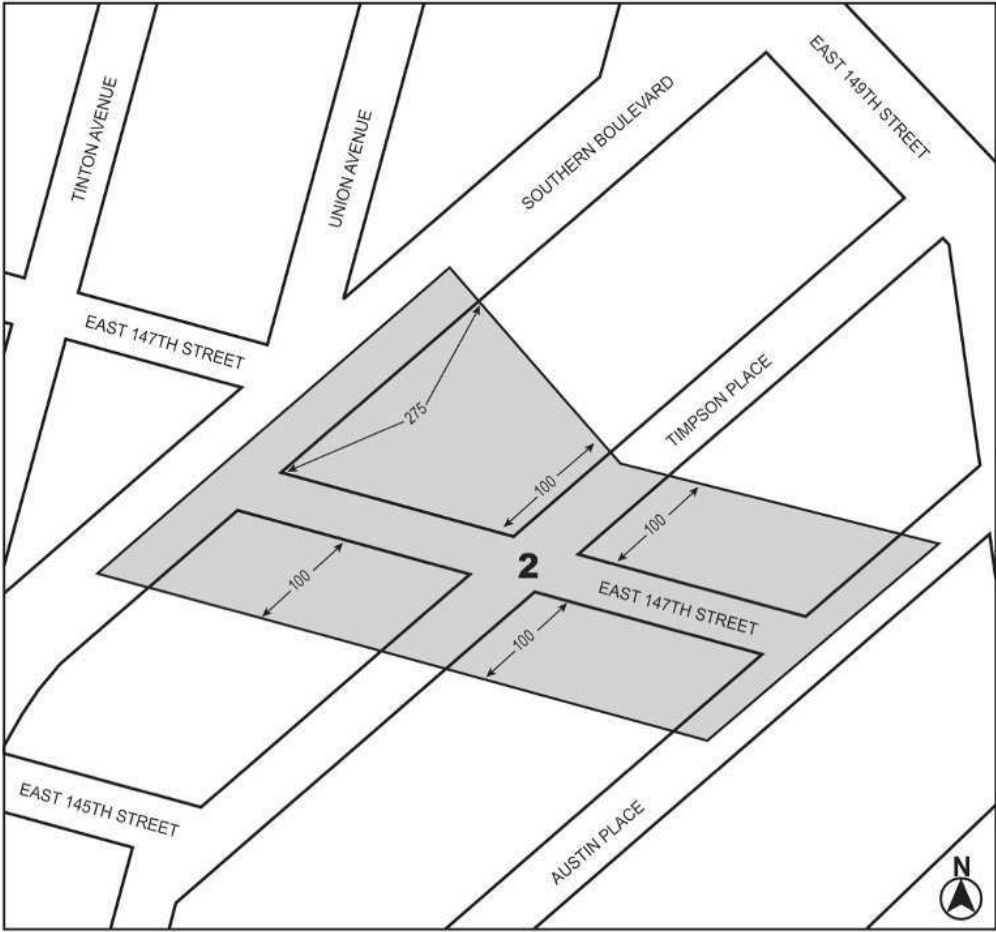 EAST 149TH STREET
SOUTHERN BOULEVARD
TINTON AVENUE
UNION AVENUE
EAST 147TH STREET
TIMPSON PLACE
275
100
100
100
2
EAST 147TH STREET
100
EAST 145TH STREET
AUSTIN PLACE
N